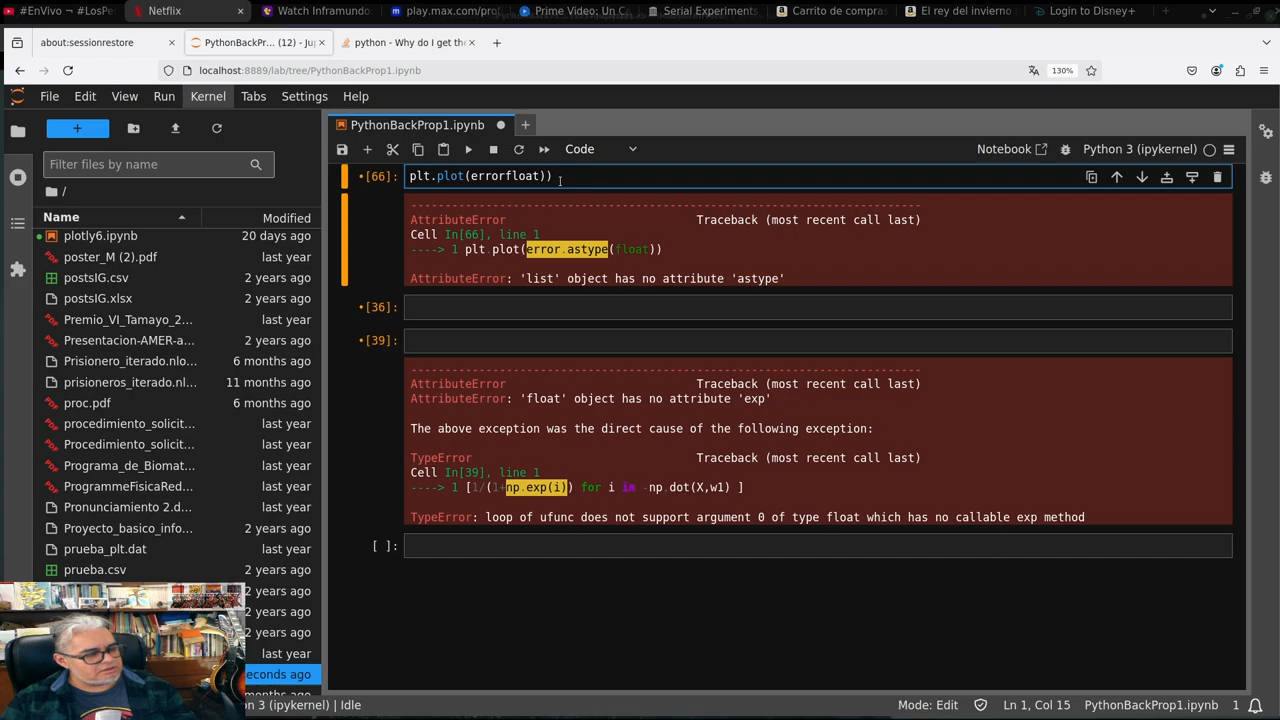 #EnVivo ¬ #LosPer
Netflix
Watch Inframundo
play.max.com/prof
Prime Video: Un Ca
Serial Experiments
Carrito de compras
El rey del invierno
Login to Disney+
about:sessionrestore
PythonBackProp1... (12) - Jup
python - Why do I get the
localhost:8889/lab/tree/PythonBackProp1.ipynb
130%
File Edit View Run Kernel Tabs Settings Help
PythonBackProp1.ipynb
Filter files by name
Code
Notebook
Python 3 (ipykernel)
/
Name Modified
plotly6.ipynb 20 days ago
poster_M (2).pdf last year
postsIG.csv 2 years ago
postsIG.xlsx 2 years ago
Premio_VI_Tamayo_2... last year
Presentacion-AMER-a... 2 years ago
Prisionero_iterado.nlo... 6 months ago
prisioneros_iterado.nl... 11 months ago
proc.pdf 6 months ago
procedimiento_solicit... last year
Procedimiento_solicit... last year
Programa_de_Biomat... last year
ProgrammeFisicaRed... last year
Pronunciamiento 2.d... last year
Proyecto_basico_info... last year
prueba_plt.dat last year
prueba.csv 2 years ago
2 years ago
2 years ago
2 years ago
last year
seconds ago
months ago
[66]: plt.plot(errorfloat))
---------------------------------------------------------------------------
AttributeError Traceback (most recent call last)
Cell In[66], line 1
----> 1 plt.plot(error.astype(float))
AttributeError: 'list' object has no attribute 'astype'
[36]:
[39]:
---------------------------------------------------------------------------
AttributeError Traceback (most recent call last)
AttributeError: 'float' object has no attribute 'exp'
The above exception was the direct cause of the following exception:
TypeError Traceback (most recent call last)
Cell In[39], line 1
----> 1 [1/(1+np.exp(i)) for i in -np.dot(X,w1) ]
TypeError: loop of ufunc does not support argument 0 of type float which has no callable exp method
[ ]:
n 3 (ipykernel) | Idle
Mode: Edit
Ln 1, Col 15
PythonBackProp1.ipynb
1